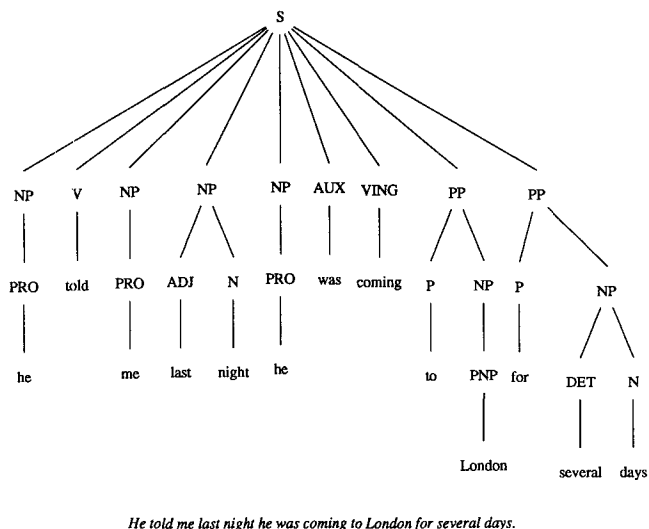 S
NP V NP NP NP AUX VING PP PP
PRO told PRO ADJ N PRO was coming P NP P NP
he me last night he to PNP for DET N
London several days
He told me last night he was coming to London for several days.